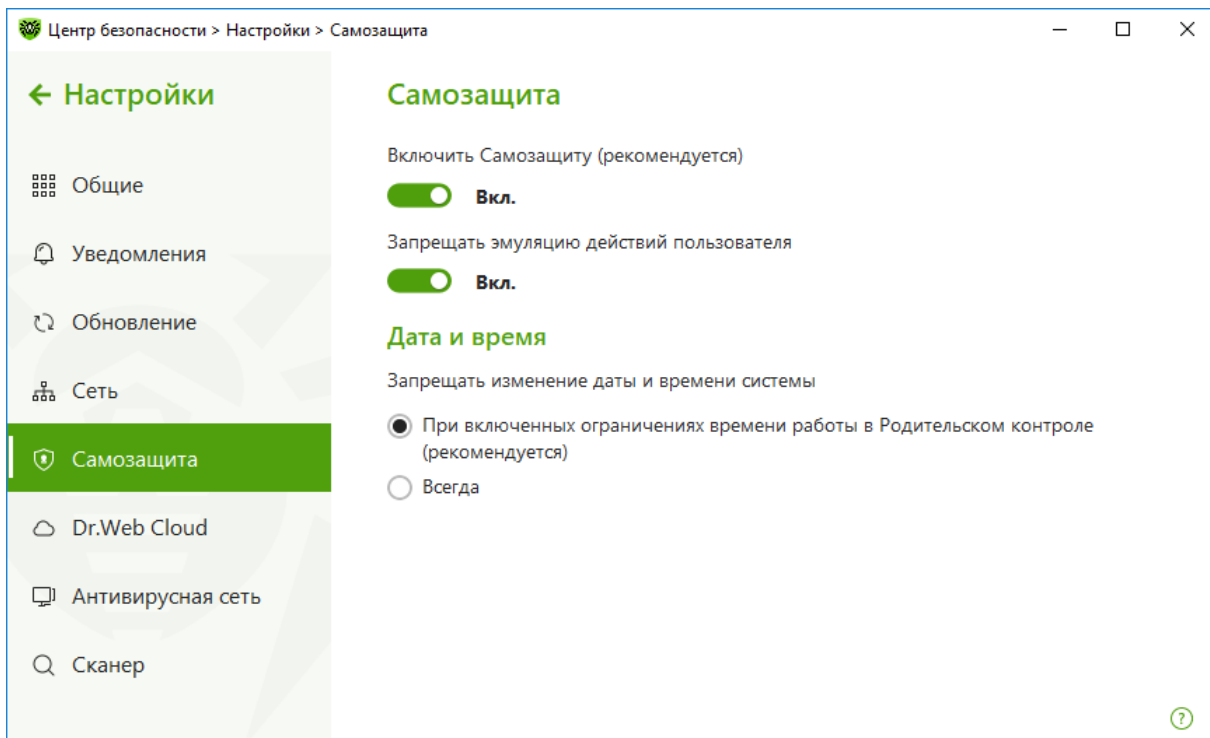 Центр безопасности > Настройки > Самозащита
Настройки
Общие
Уведомления
Обновление
Сеть
Самозащита
Dr.Web Cloud
Антивирусная сеть
Сканер
Самозащита
Включить Самозащиту (рекомендуется)
Вкл.
Запрещать эмуляцию действий пользователя
Вкл.
Дата и время
Запрещать изменение даты и времени системы
При включенных ограничениях времени работы в Родительском контроле
(рекомендуется)
Всегда
?